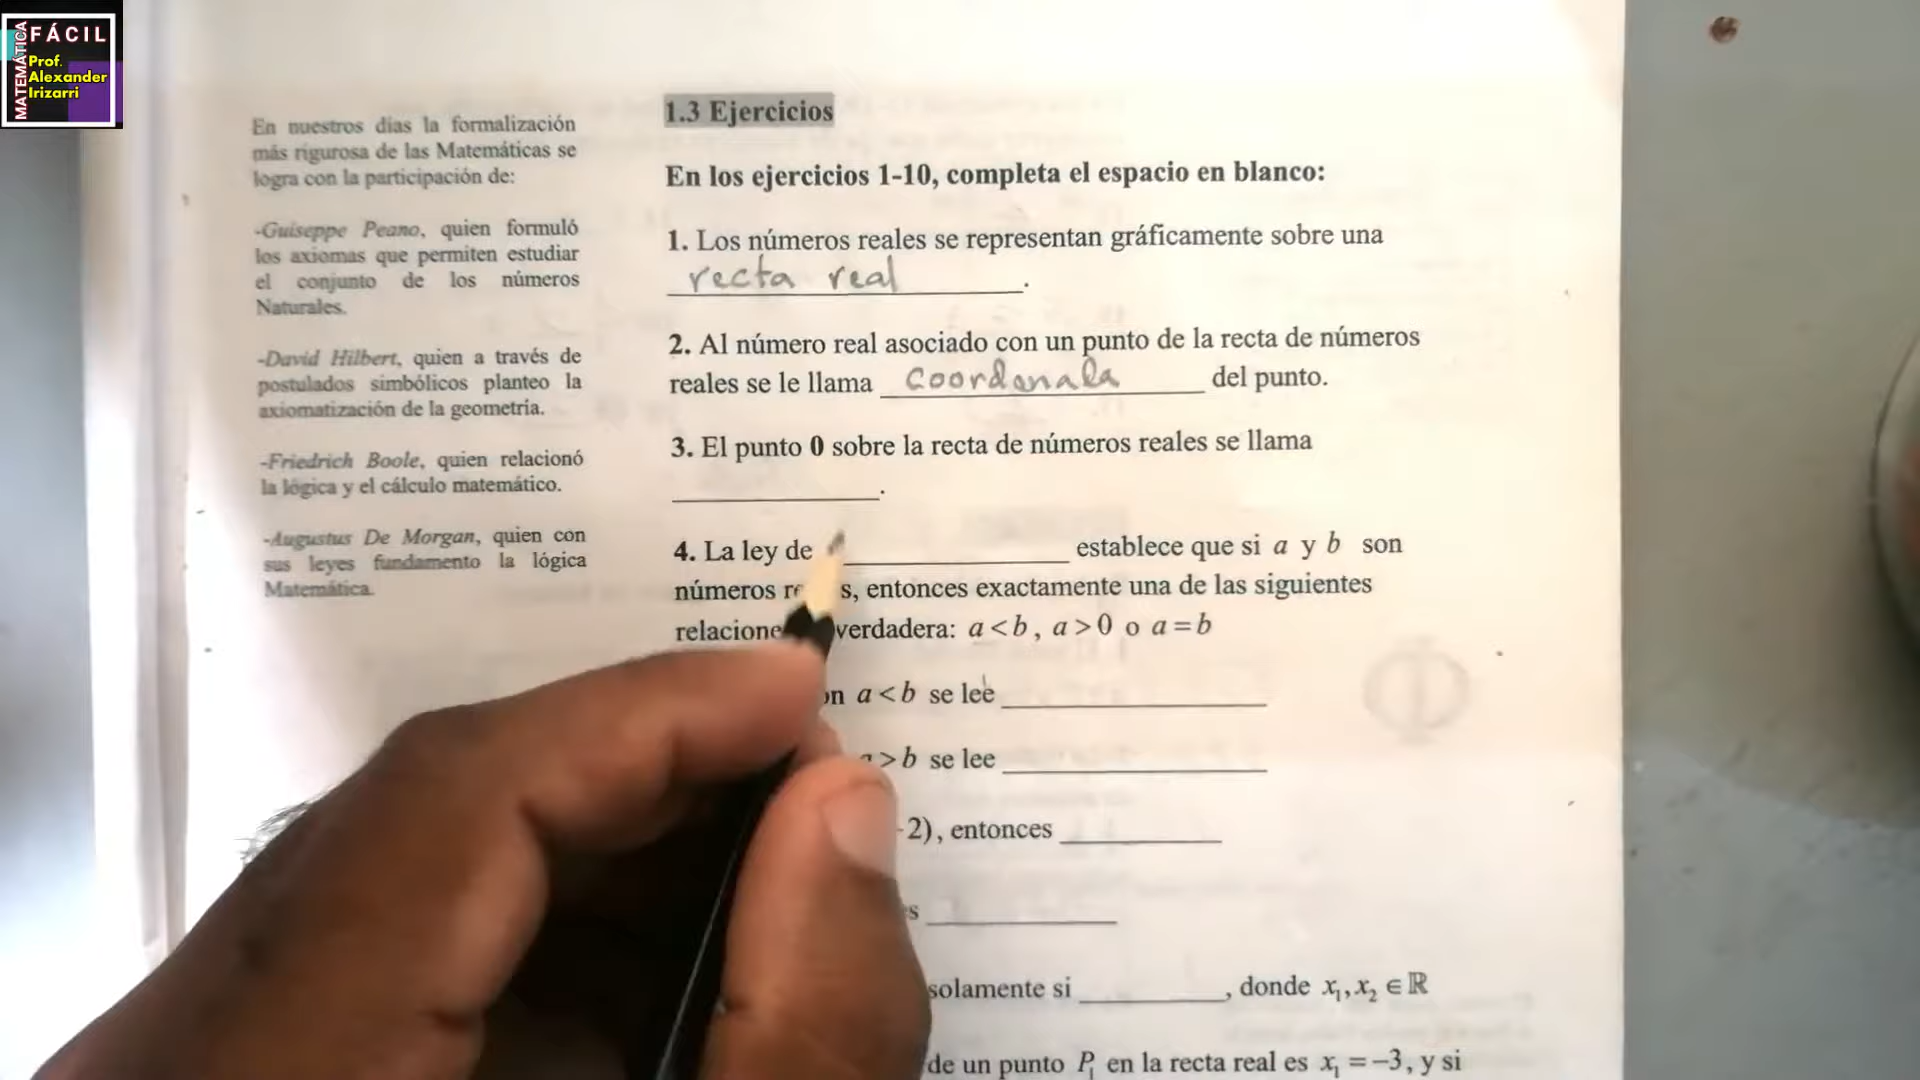 MATEMÁTICA
FÁCIL
Prof.
Alexander
Irizarri
En nuestros días la formalización
más rigurosa de las Matemáticas se
logra con la participación de:
-Guiseppe Peano, quien formuló
los axiomas que permiten estudiar
el conjunto de los números
Naturales.
-David Hilbert, quien a través de
postulados simbólicos planteo la
axiomatización de la geometría.
-Friedrich Boole, quien relacionó
la lógica y el cálculo matemático.
-Augustus De Morgan, quien con
sus leyes fundamento la lógica
Matemática.
1.3 Ejercicios
En los ejercicios 1-10, completa el espacio en blanco:
1. Los números reales se representan gráficamente sobre una
recta real.
2. Al número real asociado con un punto de la recta de números
reales se le llama coordenada del punto.
3. El punto 0 sobre la recta de números reales se llama
____________.
4. La ley de ____________ establece que si a y b son
números, entonces exactamente una de las siguientes
verdadera: a < b, a > 0 o a = b
a < b se lee ____________
> b se lee ____________
2), entonces ____________
____________
solamente si ____________, donde x₁, x₂ ∈ ℝ
de un punto P₁ en la recta real es x₁ = −3, y si